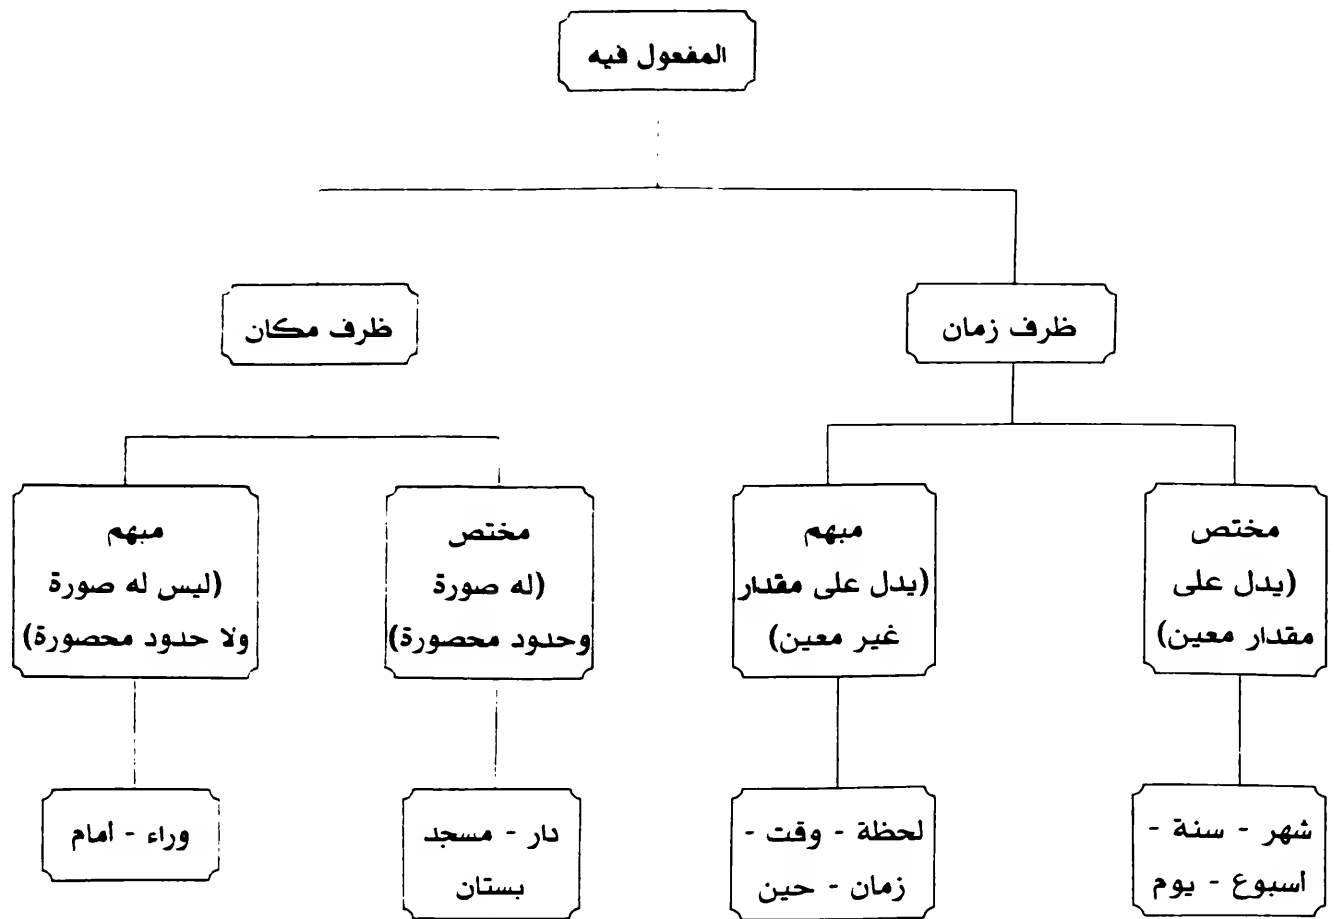 المفعول فيه
ظرف زمان
ظرف مكان
مختص
(يدل على
مقدار معين)
مبهم
(يدل على مقدار
غير معين)
مختص
(له صورة
وحدود محصورة)
مبهم
(ليس له صورة
ولا حدود محصورة)
شهر - سنة -
أسبوع - يوم
لحظة - وقت -
زمان - حين
دار - مسجد
بستان
وراء - أمام